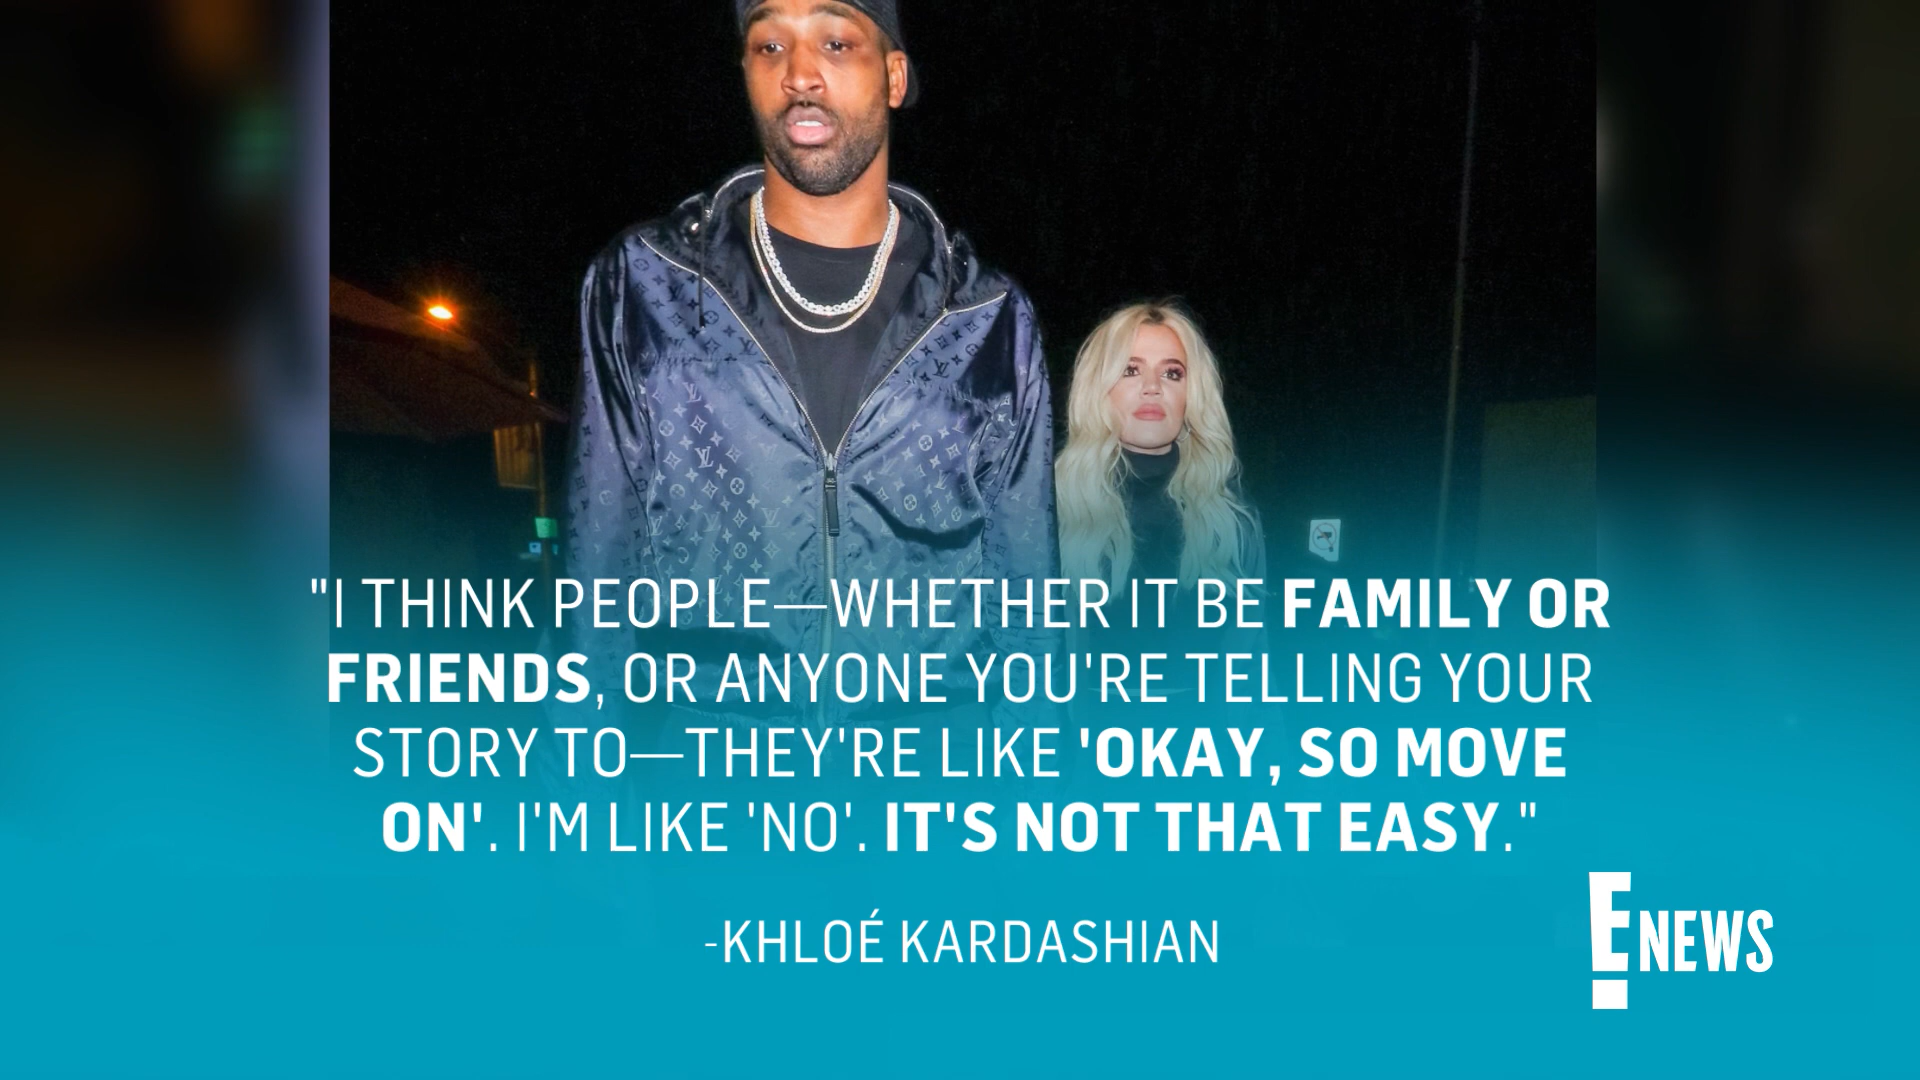 "I THINK PEOPLE—WHETHER IT BE FAMILY OR
FRIENDS, OR ANYONE YOU'RE TELLING YOUR
STORY TO—THEY'RE LIKE 'OKAY, SO MOVE
ON'. I'M LIKE 'NO'. IT'S NOT THAT EASY."
-KHLOÉ KARDASHIAN
E! NEWS